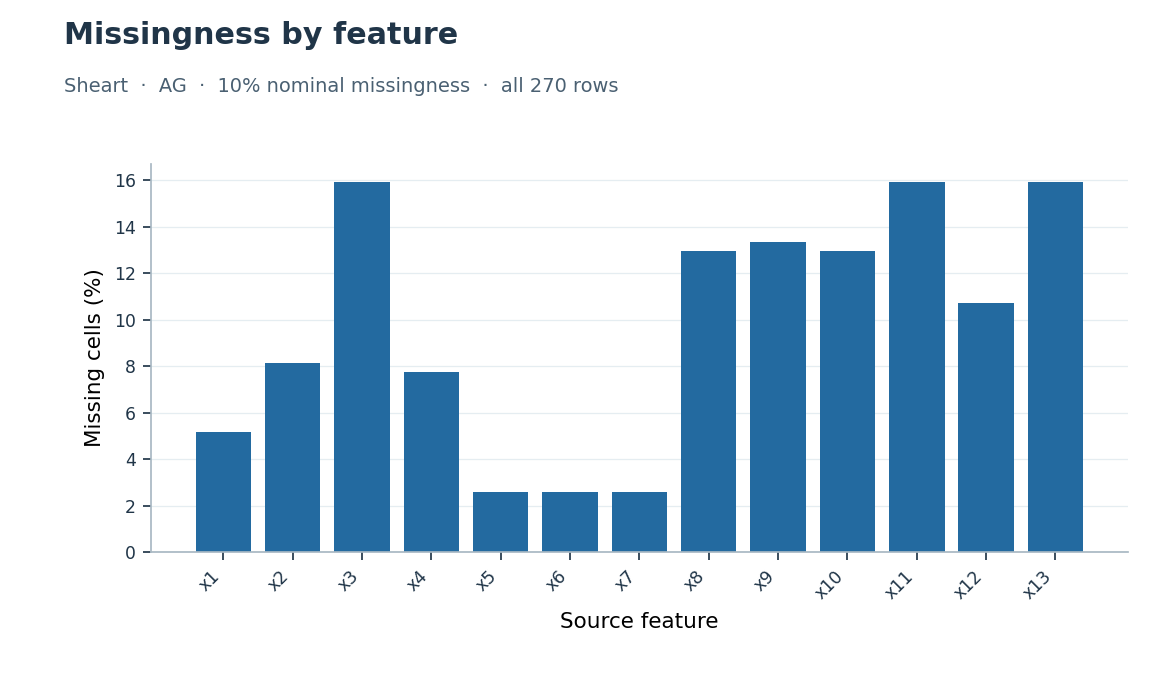 Missingness by feature
Sheart · AG · 10% nominal missingness · all 270 rows
16
14
12
10
8
6
4
2
0
Missing cells (%)
x1 x2 x3 x4 x5 x6 x7 x8 x9 x10 x11 x12 x13
Source feature